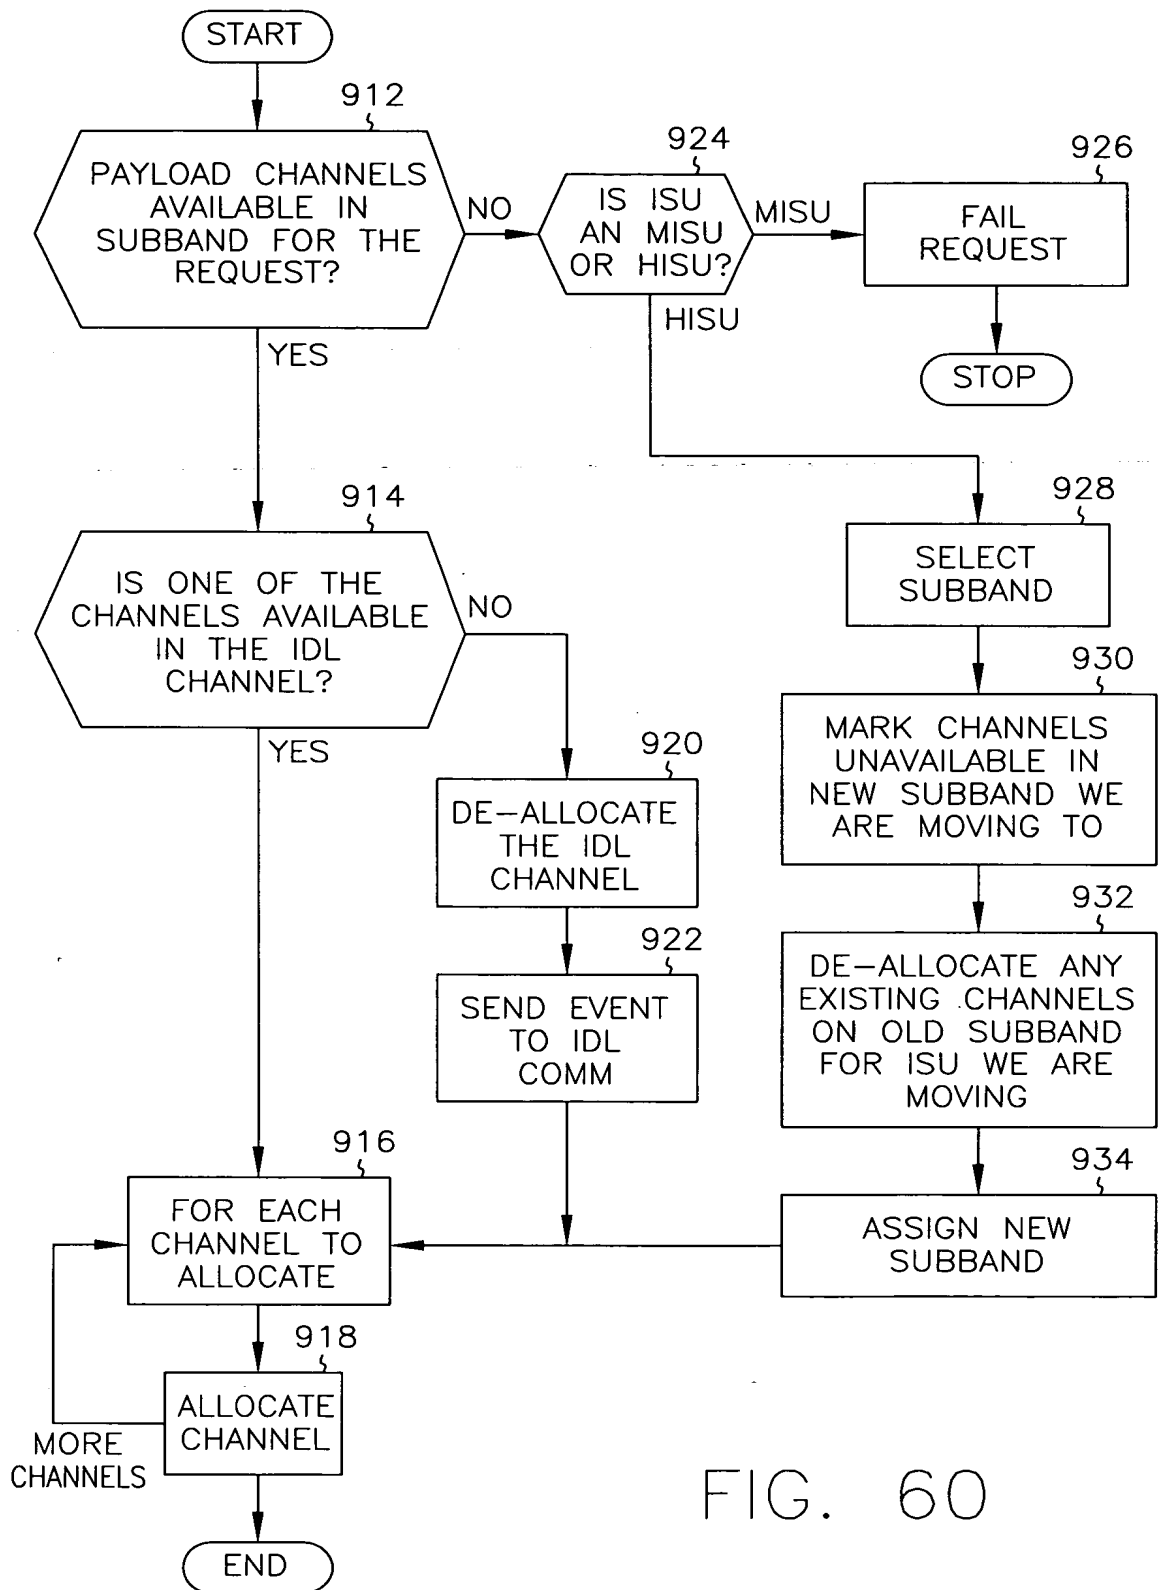 START
912
PAYLOAD CHANNELS
AVAILABLE IN
SUBBAND FOR THE
REQUEST?
NO
YES
924
IS ISU
AN MISU
OR HISU?
MISU
HISU
926
FAIL
REQUEST
STOP
914
IS ONE OF THE
CHANNELS AVAILABLE
IN THE IDL
CHANNEL?
NO
YES
928
SELECT
SUBBAND
930
MARK CHANNELS
UNAVAILABLE IN
NEW SUBBAND WE
ARE MOVING TO
920
DE-ALLOCATE
THE IDL
CHANNEL
932
DE-ALLOCATE ANY
EXISTING CHANNELS
ON OLD SUBBAND
FOR ISU WE ARE
MOVING
922
SEND EVENT
TO IDL
COMM
916
FOR EACH
CHANNEL TO
ALLOCATE
934
ASSIGN NEW
SUBBAND
918
ALLOCATE
CHANNEL
MORE
CHANNELS
END
FIG. 60